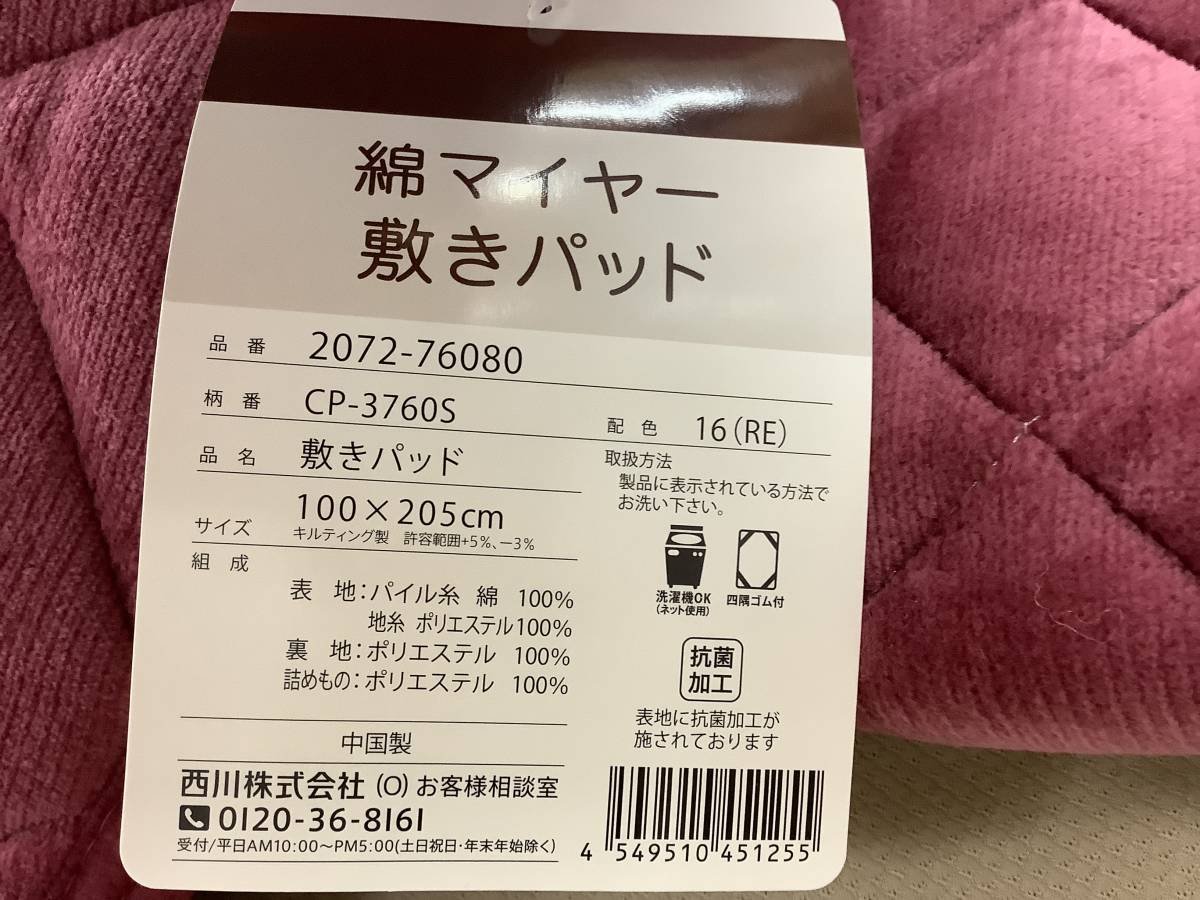 綿マイヤー
敷きパッド
品番 2072-76080
柄番 CP-3760S
配色 16(RE)
品名 敷きパッド
サイズ 100×205cm
キルティング製 許容範囲+5%、-3%
組成
表地:パイル糸 綿 100%
地糸 ポリエステル100%
裏地:ポリエステル 100%
詰めもの:ポリエステル 100%
取扱方法
製品に表示されている方法で
お洗い下さい。
洗濯機OK
(ネット使用)
四隅ゴム付
抗菌
加工
表地に抗菌加工が
施されております
中国製
西川株式会社 (O) お客様相談室
0120-36-8161
受付/平日AM10:00~PM5:00(土日祝日・年末年始除く)
4 549510 451255